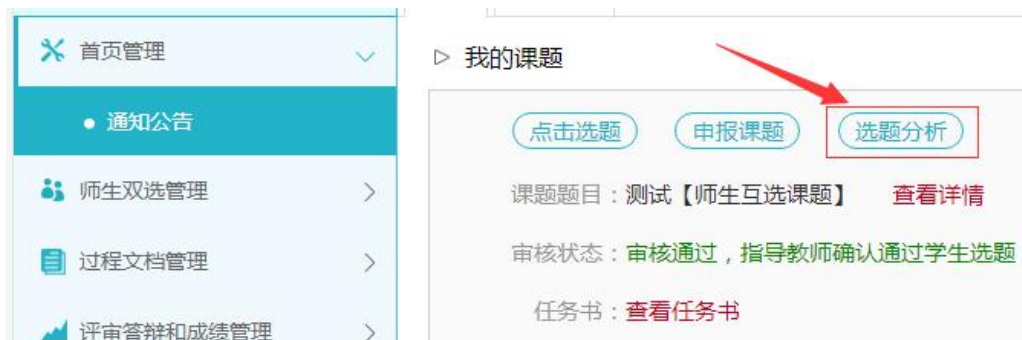 首页管理
通知公告
师生双选管理
过程文档管理
评审答辩和成绩管理
我的课题
点击选题 申报课题 选题分析
课题题目：测试【师生互选课题】 查看详情
审核状态：审核通过，指导教师确认通过学生选题
任务书：查看任务书